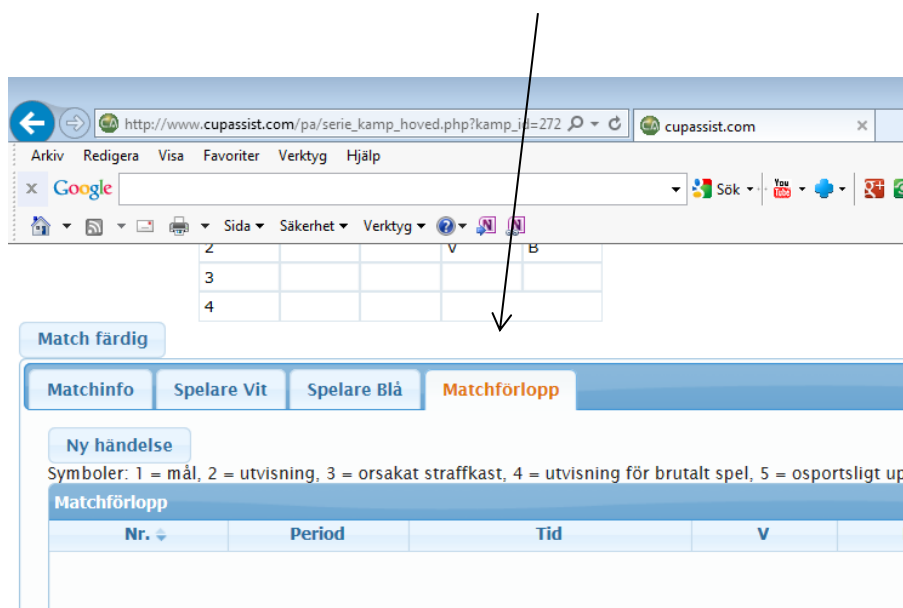 http://www.cupassist.com/pa/serie_kamp_hoved.php?kamp_id=272 cupassist.com
Arkiv Redigera Visa Favoriter Verktyg Hjälp
x Google Sök You Tube
Sida Säkerhet Verktyg
2 V B
3
4
Match färdig
Matchinfo Spelare Vit Spelare Blå Matchförlopp
Ny händelse
Symboler: 1 = mål, 2 = utvisning, 3 = orsakat straffkast, 4 = utvisning för brutalt spel, 5 = osportsligt up
Matchförlopp
Nr. Period Tid V